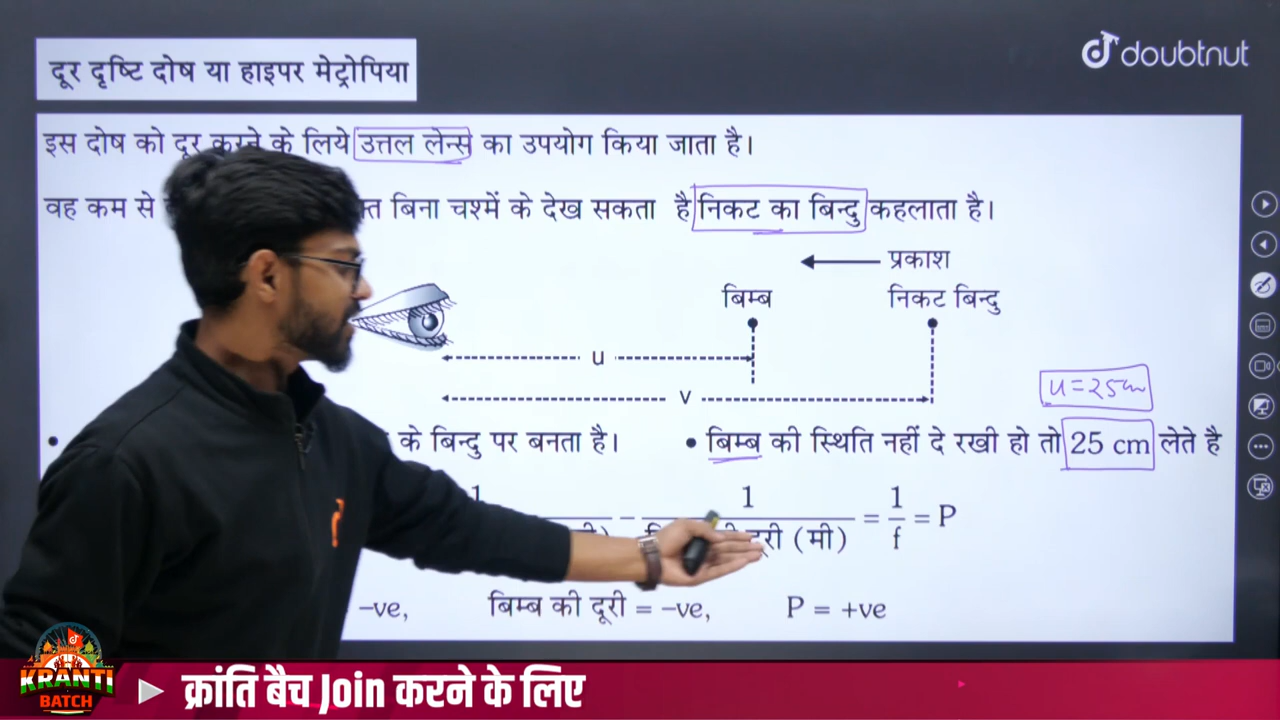 doubtnut
दूर दृष्टि दोष या हाइपर मेट्रोपिया
इस दोष को दूर करने के लिये उत्तल लेन्स का उपयोग किया जाता है।
वह कम से बिना चश्में के देख सकता है निकट का बिन्दु कहलाता है।
प्रकाश
बिम्ब निकट बिन्दु
u
v
u=25cm
के बिन्दु पर बनता है। • बिम्ब की स्थिति नहीं दे रखी हो तो 25 cm लेते है
1 1 1
– = = P
दूरी (मी) f
–ve, बिम्ब की दूरी = –ve, P = +ve
KRANTI
BATCH
क्रांति बैच Join करने के लिए